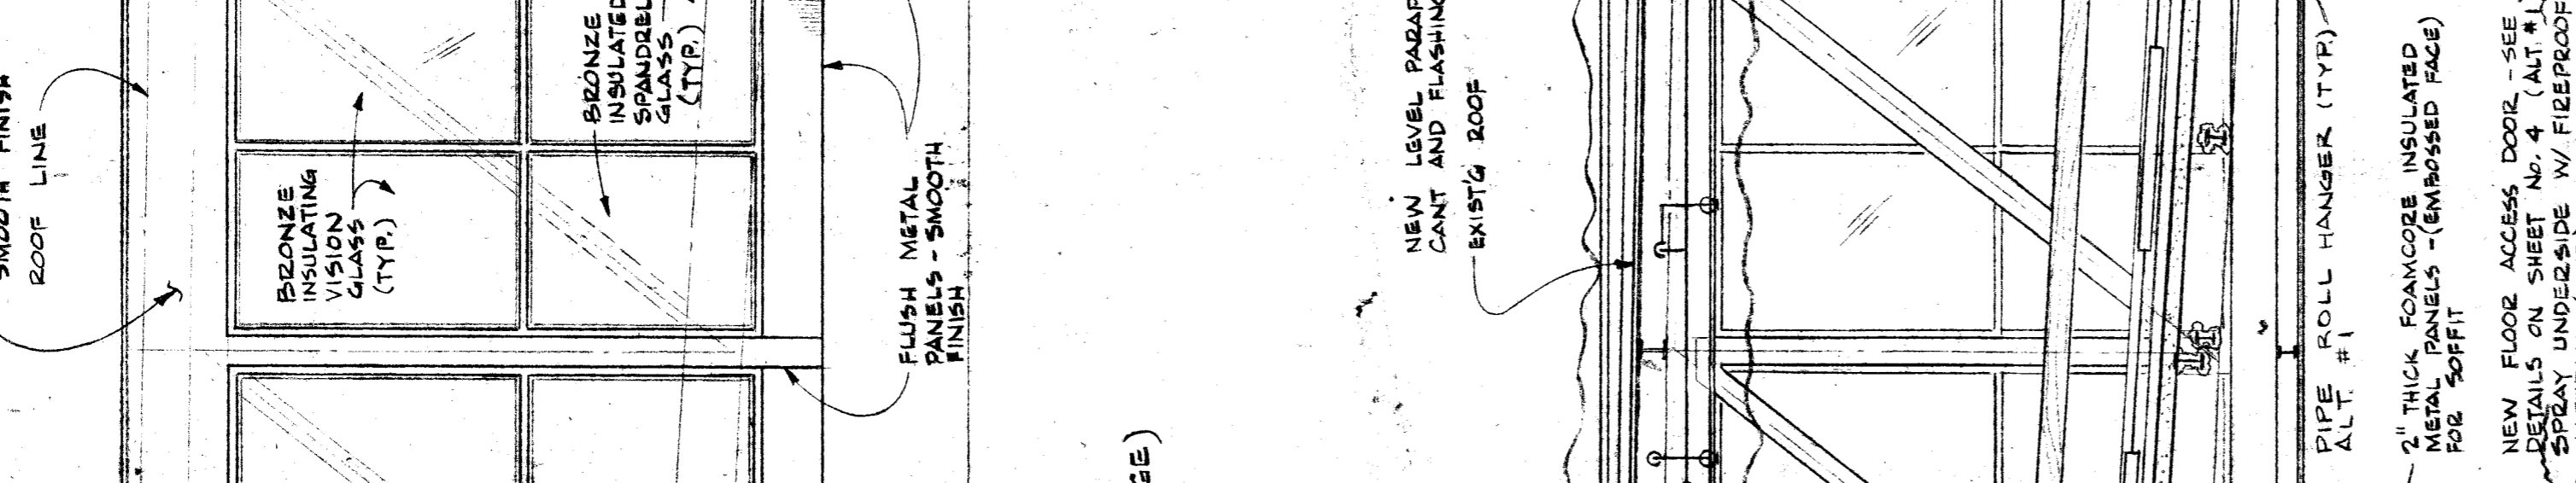 SMOOTH FINISH
ROOF LINE
BRONZE
INSULATING
VISION
GLASS
(TYP.)
BRONZE
INSULATED
SPANDREL
GLASS
(TYP.)
FLUSH METAL
PANELS - SMOOTH
FINISH
NEW LEVEL
CANT AND FLASHING
EXIST'G ROOF
PIPE ROLL HANGER (TYP.)
ALT. #1
2" THICK FOAMCORE INSULATED
METAL PANELS - (EMBOSSED FACE)
FOR SOFFIT
NEW FLOOR ACCESS DOOR - SEE
DETAILS ON SHEET No. 4 (ALT #1)
SPRAY UNDERSIDE W/ FIREPROOF